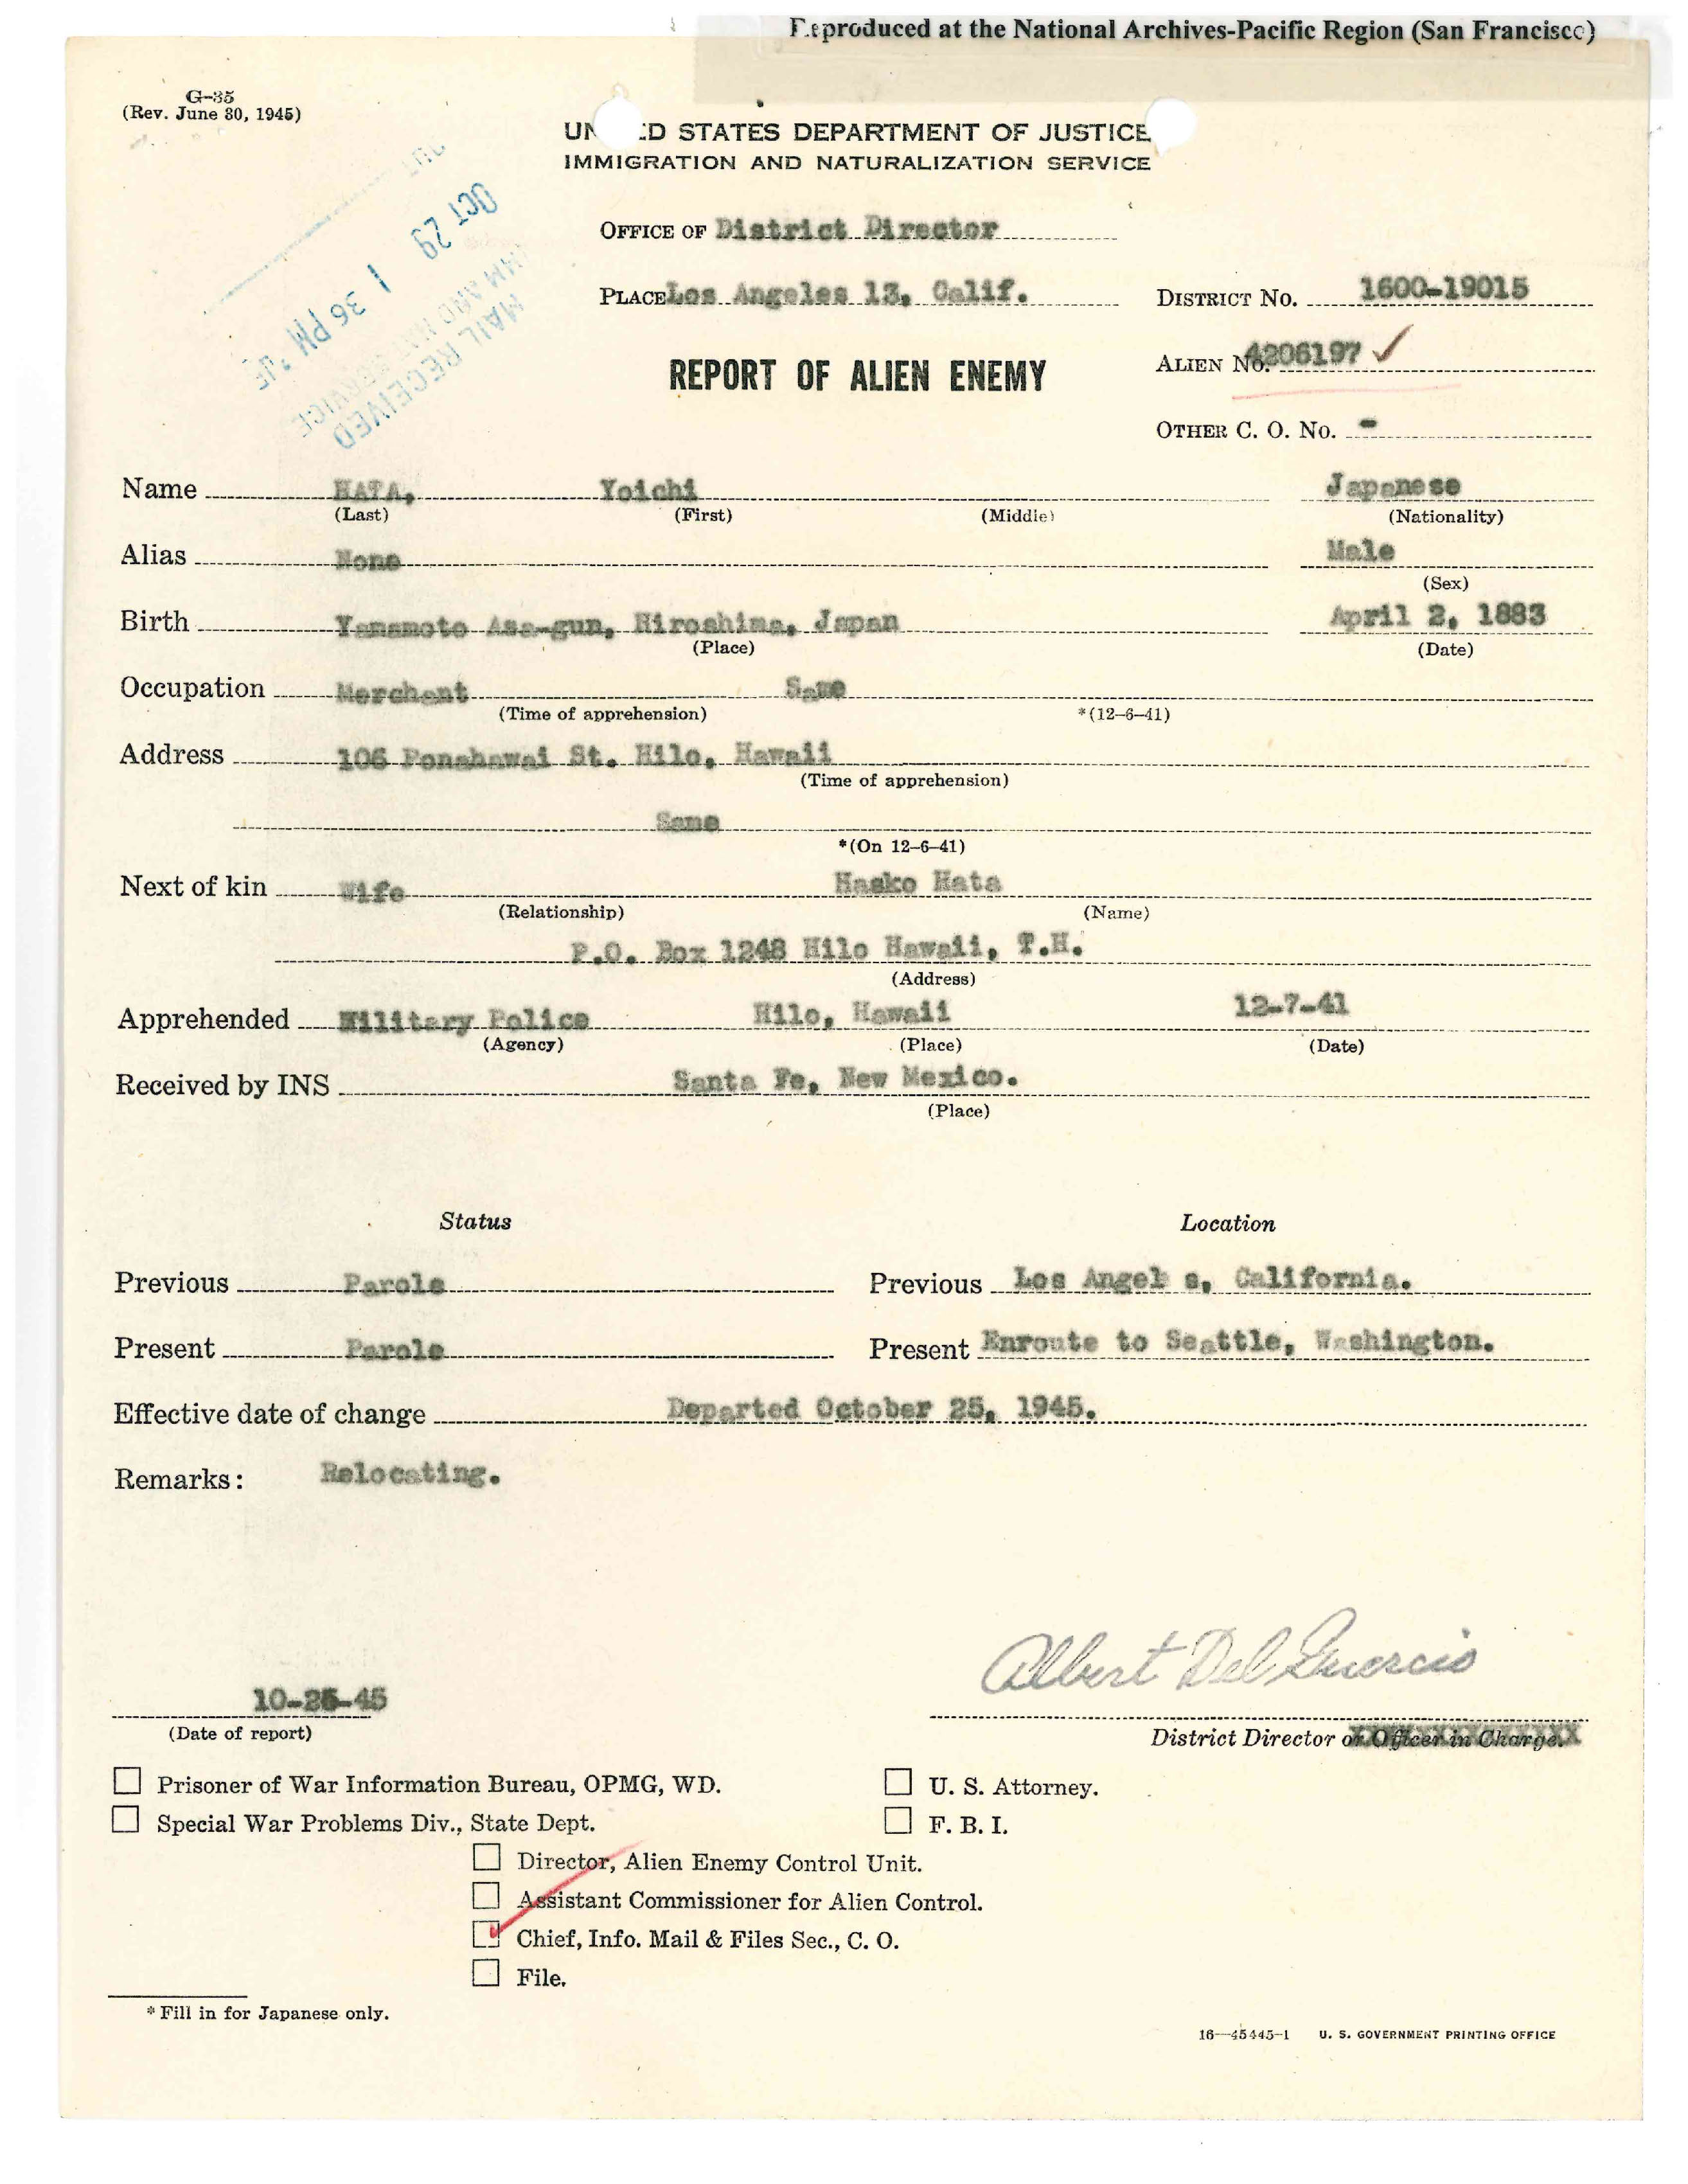 Reproduced at the National Archives-Pacific Region (San Francisco)
G-35
(Rev. June 30, 1945)
UN D STATES DEPARTMENT OF JUSTICE
IMMIGRATION AND NATURALIZATION SERVICE
OCT 29 1 36 PM
MAIL RECEIVED
SERVICE
OFFICE OF District Director
PLACE Los Angeles 13, Calif.
DISTRICT NO. 1600-19015
REPORT OF ALIEN ENEMY
ALIEN NO. 4206197 ✓
OTHER C. O. NO. -
Name HATA, Yoichi Japanese
(Last) (First) (Middle) (Nationality)
Alias None Male
(Sex)
Birth Yamamoto Asa-gun, Hiroshima, Japan April 2, 1883
(Place) (Date)
Occupation Merchant Same
(Time of apprehension) *(12-6-41)
Address 106 Ponahawai St. Hilo, Hawaii
(Time of apprehension)
Same
*(On 12-6-41)
Next of kin Wife Hasko Hata
(Relationship) (Name)
P.O. Box 1248 Hilo Hawaii, T.H.
(Address)
Apprehended Military Police Hilo, Hawaii 12-7-41
(Agency) (Place) (Date)
Received by INS Santa Fe, New Mexico.
(Place)
Status Location
Previous Parole Previous Los Angel s, California.
Present Parole Present Enroute to Seattle, Washington.
Effective date of change Departed October 25, 1945.
Remarks: Relocating.
Albert Del Guercio
10-25-45
(Date of report)
District Director or Officer in Charge.
Prisoner of War Information Bureau, OPMG, WD.
U. S. Attorney.
Special War Problems Div., State Dept.
F. B. I.
Director, Alien Enemy Control Unit.
Assistant Commissioner for Alien Control.
Chief, Info. Mail & Files Sec., C. O.
File.
* Fill in for Japanese only.
16—45445-1 U. S. GOVERNMENT PRINTING OFFICE